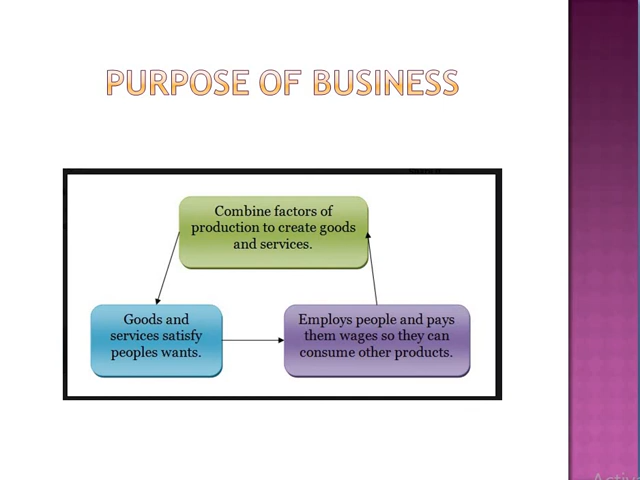 PURPOSE OF BUSINESS
Combine factors of
production to create goods
and services.
Goods and
services satisfy
peoples wants.
Employs people and pays
them wages so they can
consume other products.